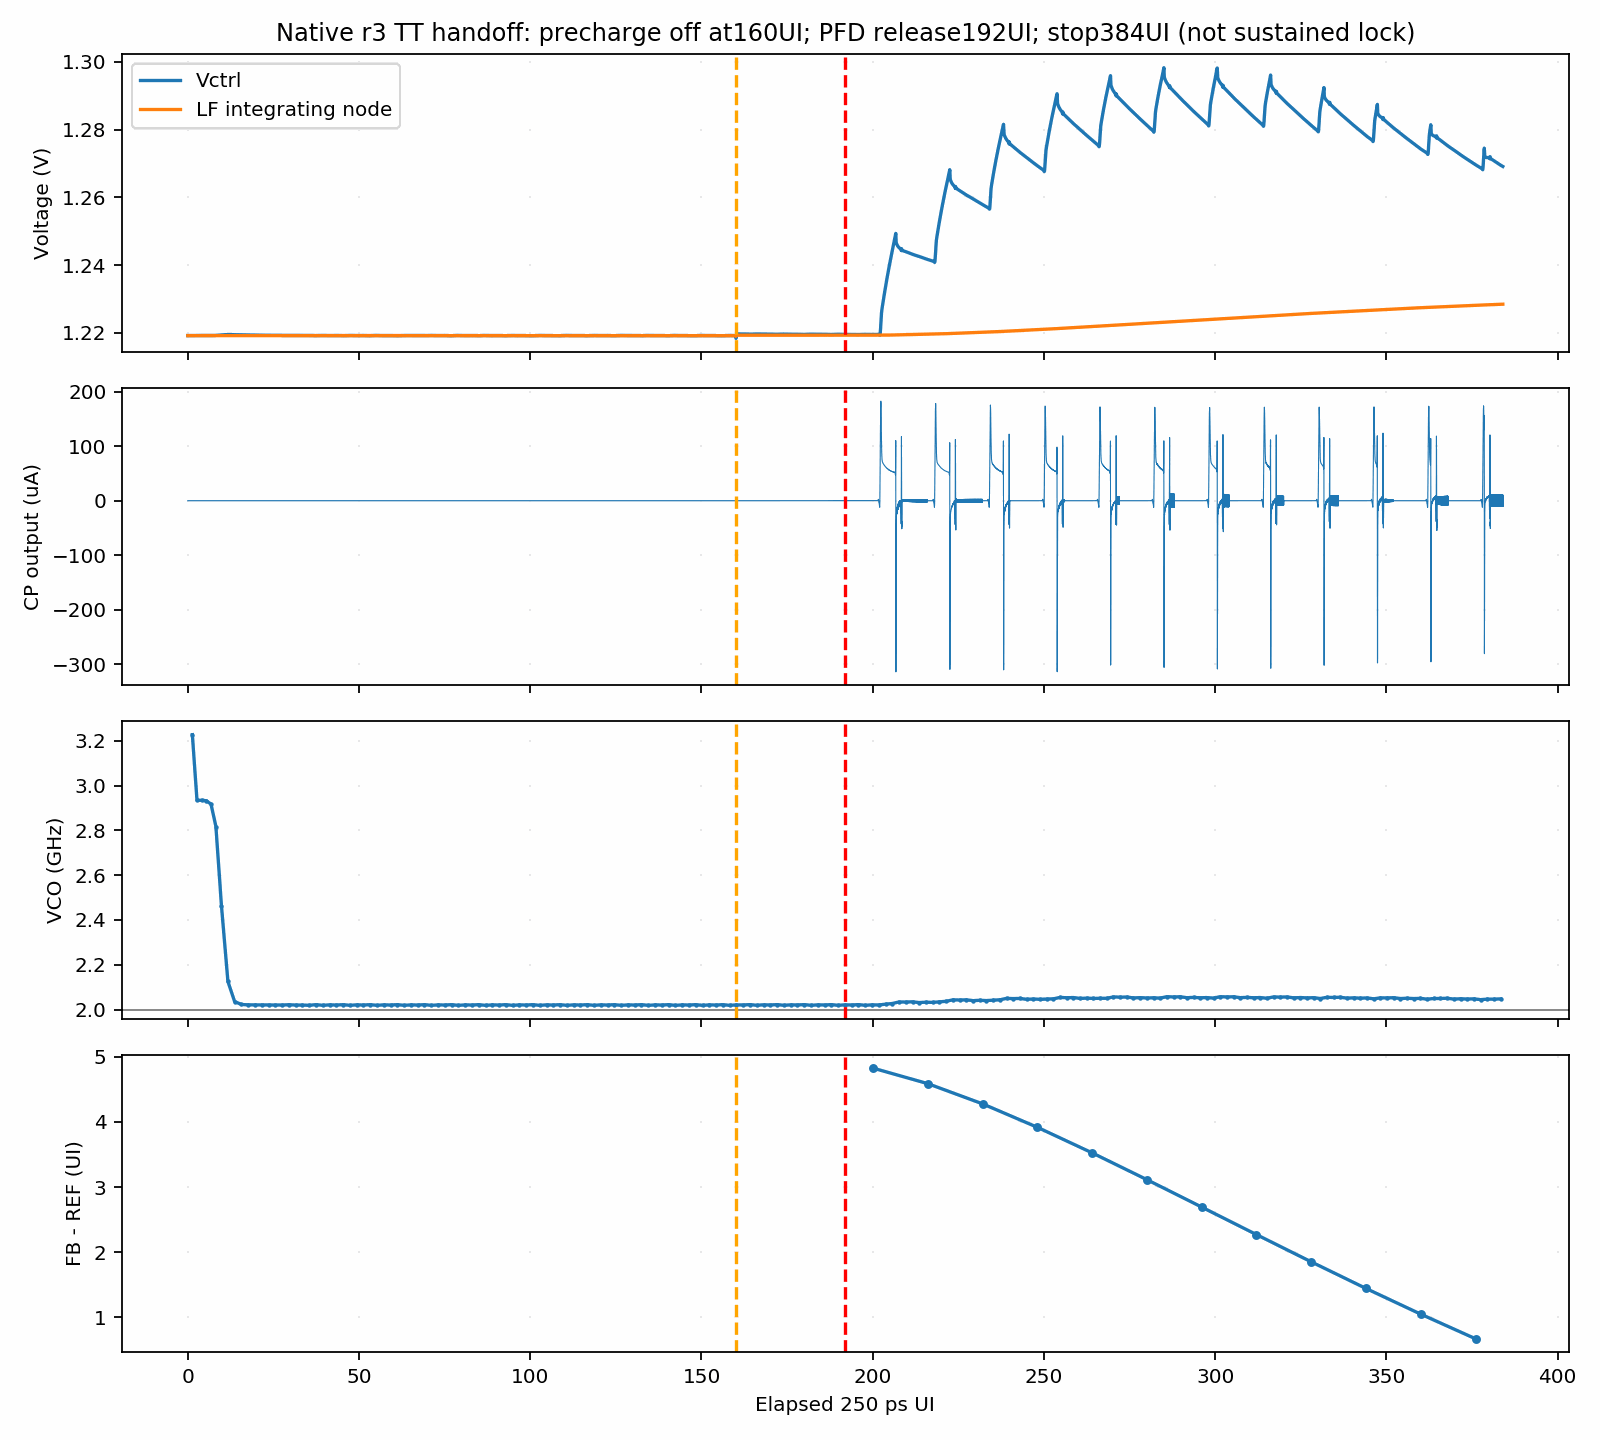 Native r3 TT handoff: precharge off at160UI; PFD release192UI; stop384UI (not sustained lock)
1.30
1.28
1.26
1.24
1.22
Voltage (V)
Vctrl
LF integrating node
200
100
0
−100
−200
−300
CP output (uA)
3.2
3.0
2.8
2.6
2.4
2.2
2.0
VCO (GHz)
5
4
3
2
1
FB - REF (UI)
0 50 100 150 200 250 300 350 400
Elapsed 250 ps UI